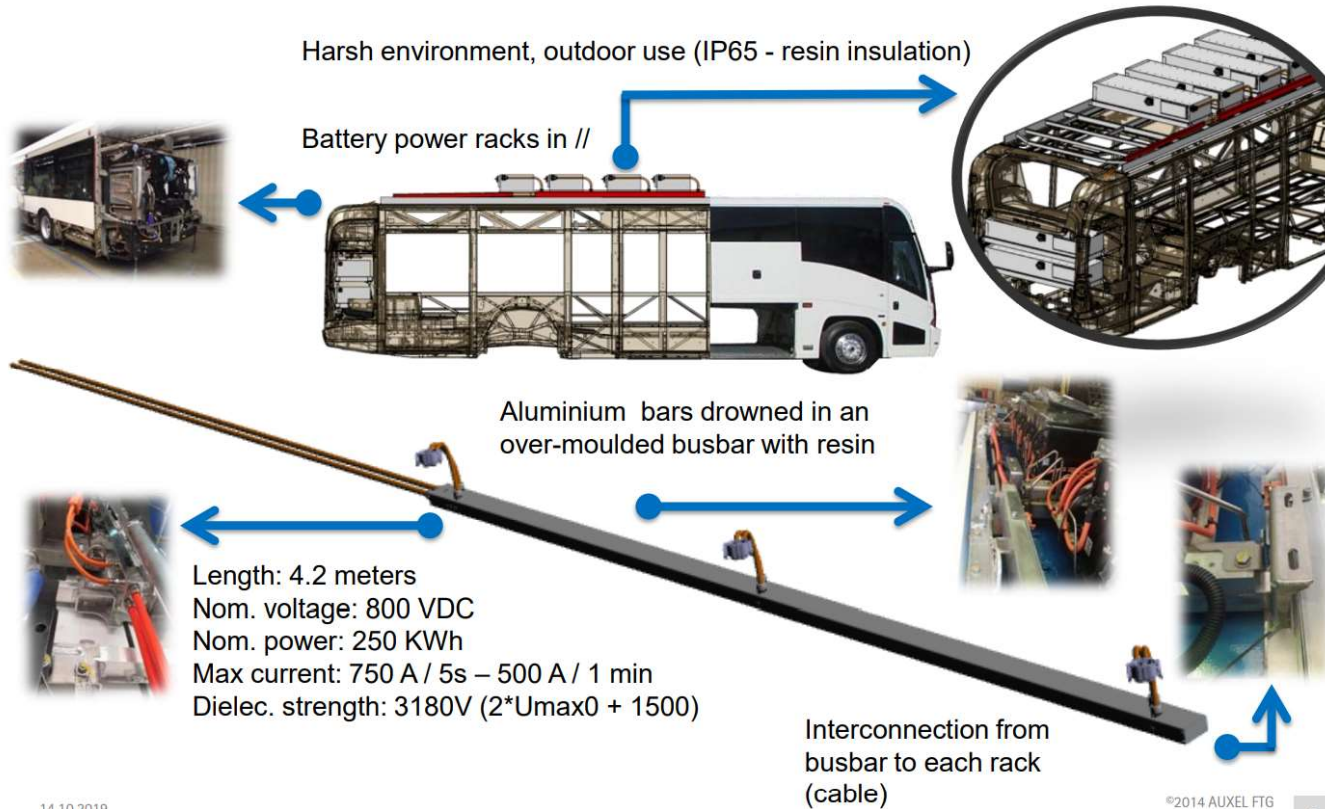 Harsh environment, outdoor use (IP65 - resin insulation)
Battery power racks in //
Aluminium  bars drowned in an
over-moulded busbar with resin
Length: 4.2 meters
Nom. voltage: 800 VDC
Nom. power: 250 KWh
Max current: 750 A / 5s – 500 A / 1 min
Dielec. strength: 3180V (2*Umax0 + 1500)
Interconnection from
busbar to each rack
(cable)
14.10.2019
©2014 AUXEL FTG